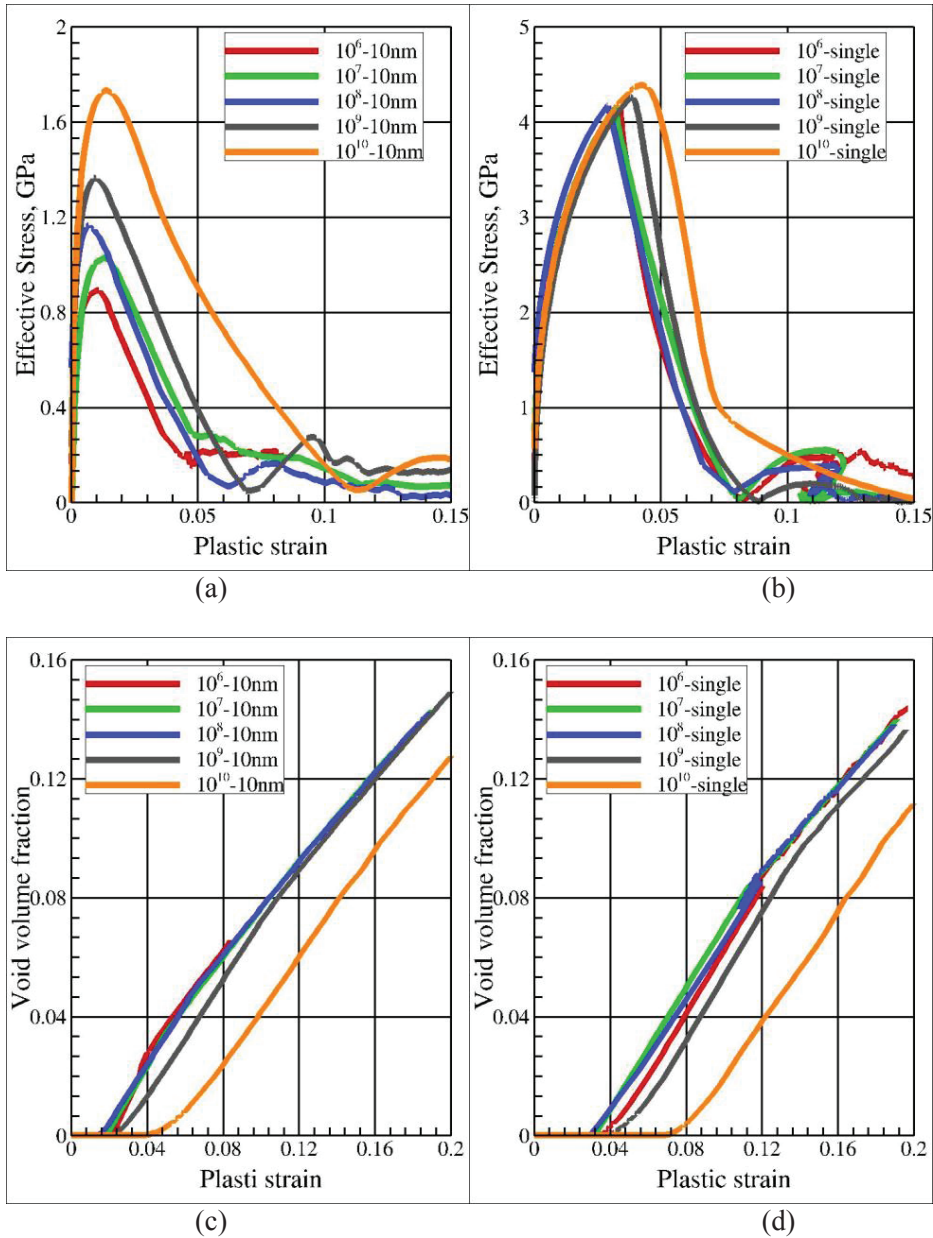 2
1.6
1.2
0.8
0.4
0
Effective Stress, GPa
10⁶-10nm
10⁷-10nm
10⁸-10nm
10⁹-10nm
10¹⁰-10nm
0 0.05 0.1 0.15
Plastic strain
(a)
5
4
3
2
1
0
Effective Stress, GPa
10⁶-single
10⁷-single
10⁸-single
10⁹-single
10¹⁰-single
0 0.05 0.1 0.15
Plastic strain
(b)
0.16
0.12
0.08
0.04
0
Void volume fraction
10⁶-10nm
10⁷-10nm
10⁸-10nm
10⁹-10nm
10¹⁰-10nm
0 0.04 0.08 0.12 0.16 0.2
Plasti strain
(c)
0.16
0.12
0.08
0.04
0
Void volume fraction
10⁶-single
10⁷-single
10⁸-single
10⁹-single
10¹⁰-single
0 0.04 0.08 0.12 0.16 0.2
Plastic strain
(d)